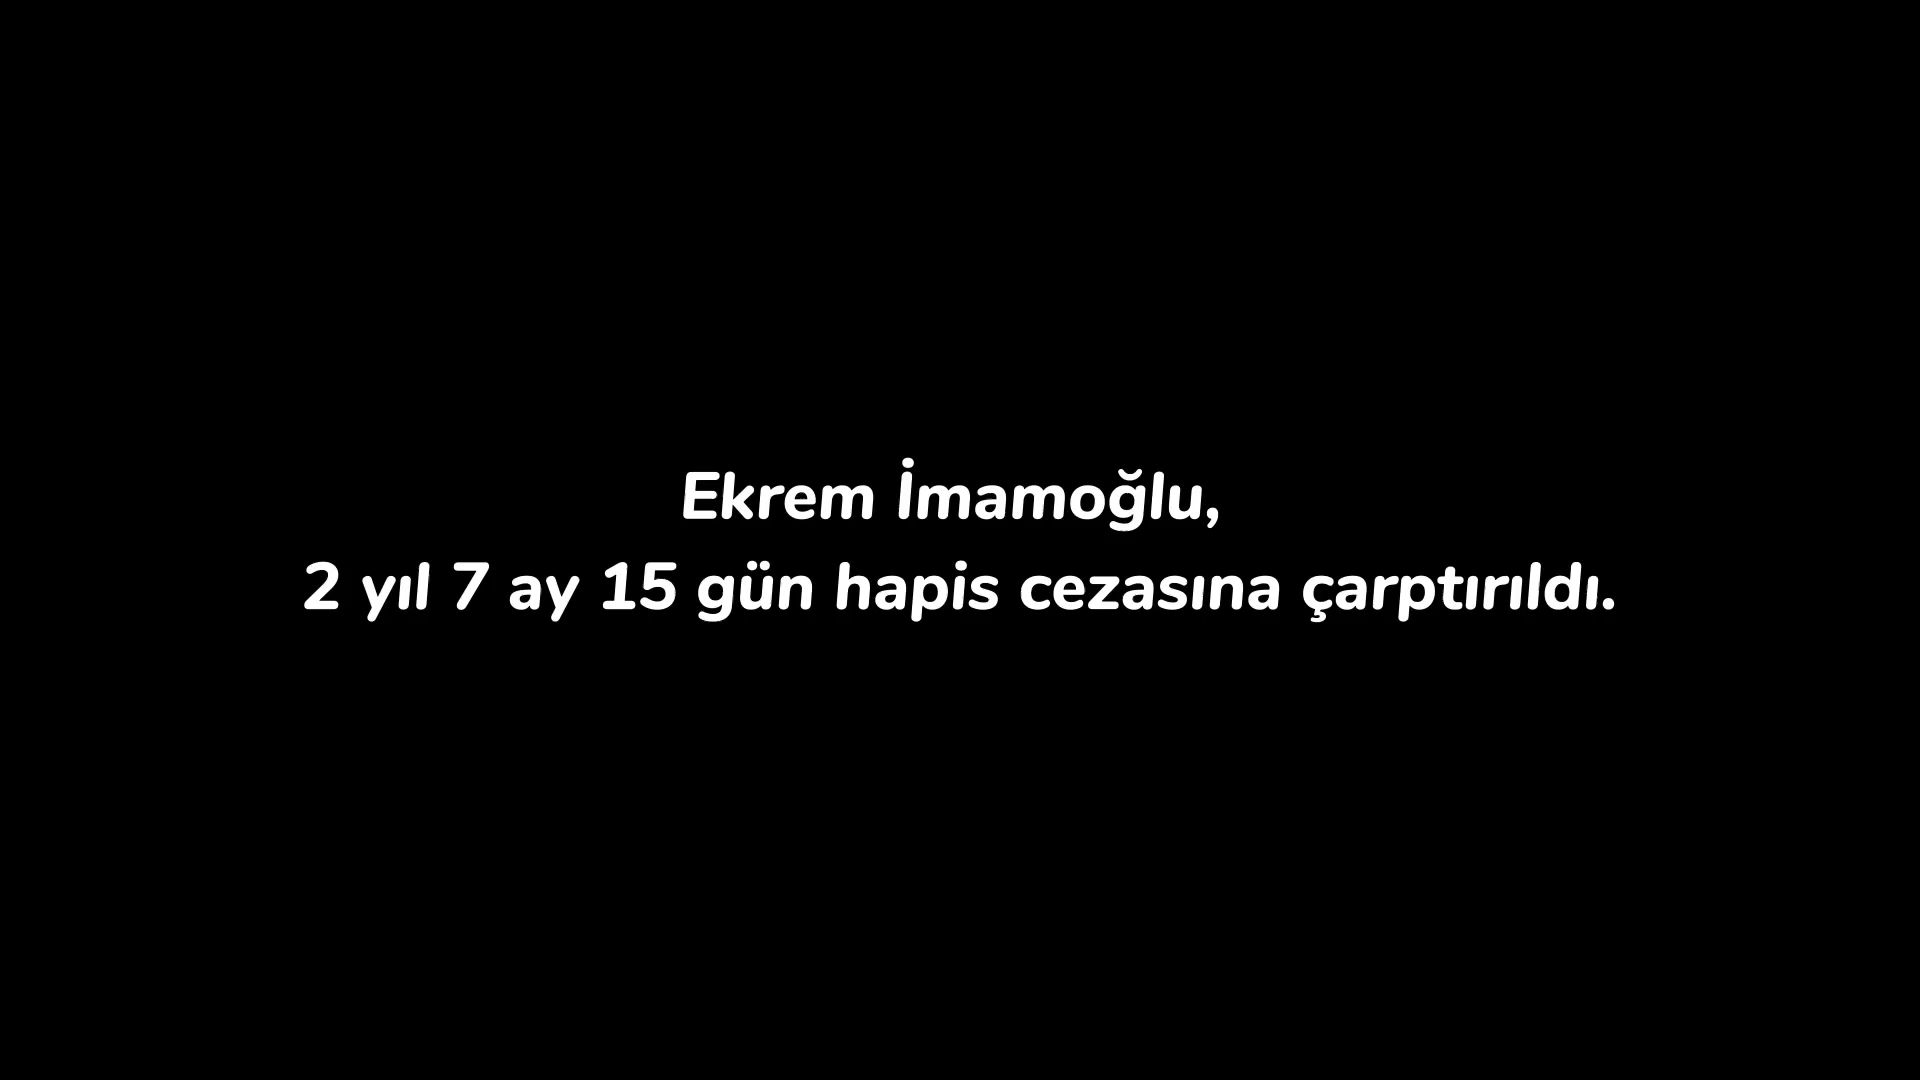 Ekrem İmamoğlu,
2 yıl 7 ay 15 gün hapis cezasına çarptırıldı.